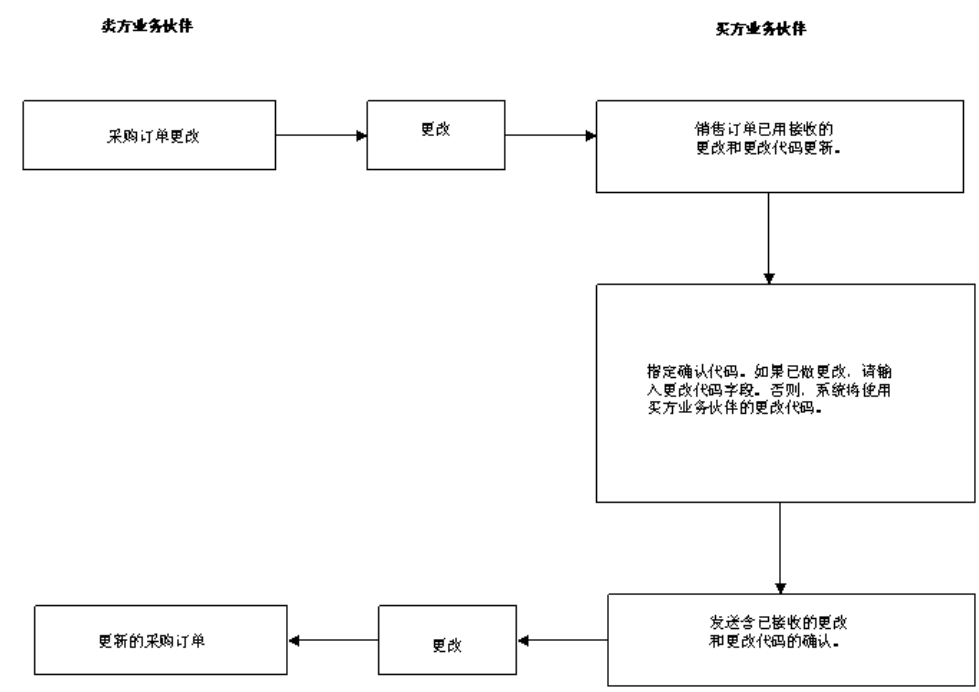 卖方业务伙伴
买方业务伙伴
采购订单更改
更改
销售订单已用接收的
更改和更改代码更新。
指定确认代码。如果已做更改，请输
入更改代码字段。否则，系统将使用
买方业务伙伴的更改代码。
更新的采购订单
更改
发送含已接收的更改
和更改代码的确认。